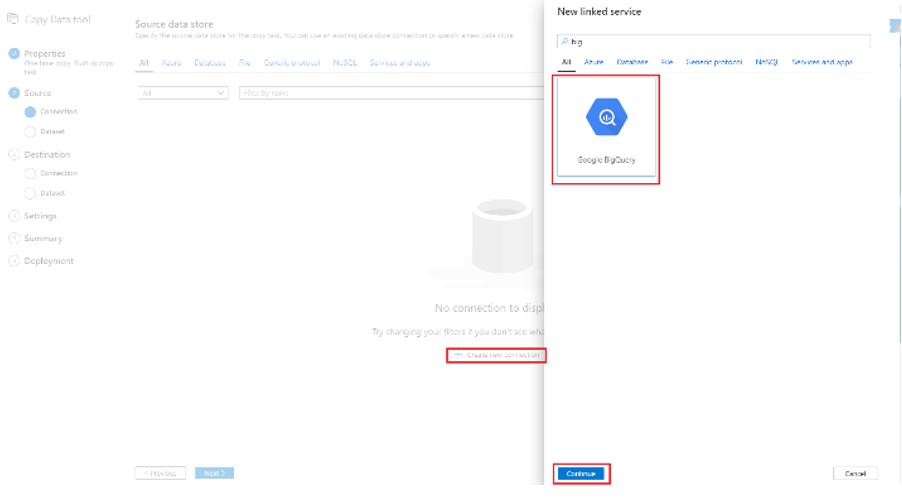 Copy Data tool
Properties
One time copy. Built-in copy
task
Source
Connection
Dataset
Destination
Connection
Dataset
Settings
Summary
Deployment
Source data store
Specify the source data store for the copy task. You can use an existing data store connection or specify a new data store.
All Azure Database File Generic protocol NoSQL Services and apps
All
Filter by name
No connection to displ
Try changing your filters if you don't see wha
+ Create new connection
< Previous
Next >
New linked service
big
All Azure Database File Generic protocol NoSQL Services and apps
Google BigQuery
Continue
Cancel